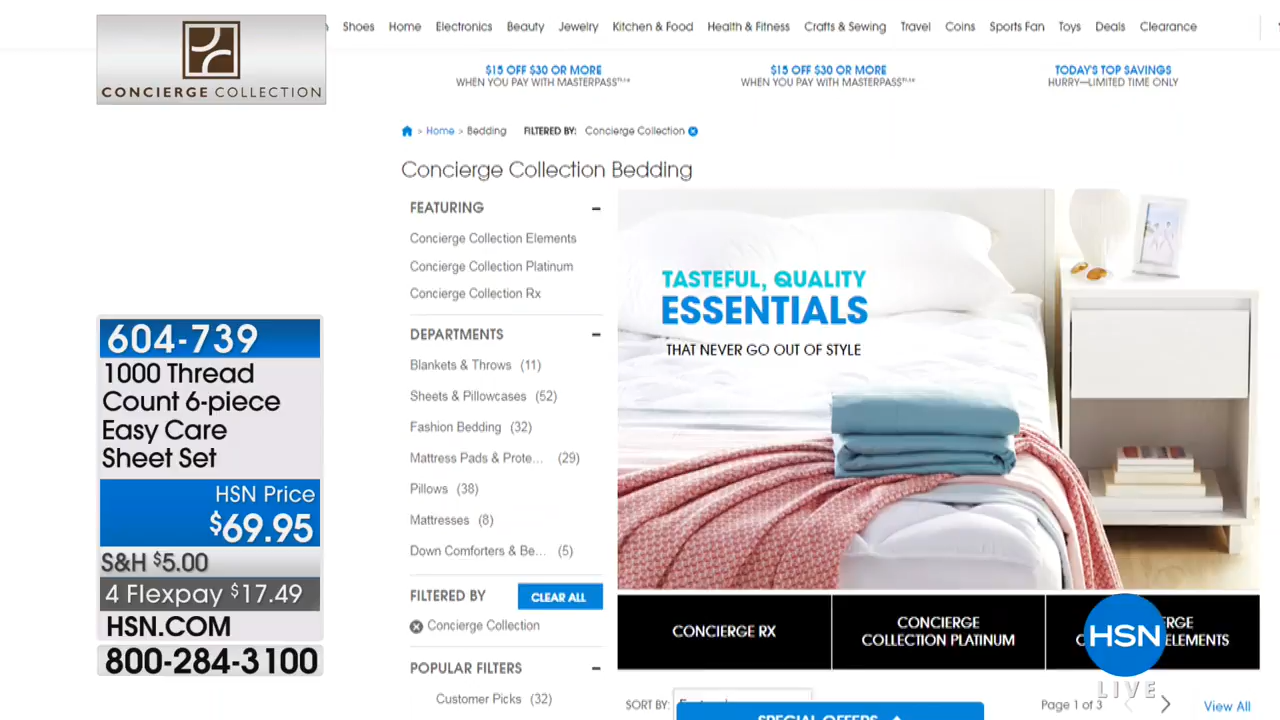 Shoes Home Electronics Beauty Jewelry Kitchen & Food Health & Fitness Crafts & Sewing Travel Coins Sports Fan Toys Deals Clearance
CONCIERGE COLLECTION
$15 OFF $30 OR MORE
WHEN YOU PAY WITH MASTERPASS
$15 OFF $30 OR MORE
WHEN YOU PAY WITH MASTERPASS
TODAY'S TOP SAVINGS
HURRY—LIMITED TIME ONLY
> Home > Bedding FILTERED BY: Concierge Collection
Concierge Collection Bedding
FEATURING
Concierge Collection Elements
Concierge Collection Platinum
Concierge Collection Rx
DEPARTMENTS
Blankets & Throws (11)
Sheets & Pillowcases (52)
Fashion Bedding (32)
Mattress Pads & Prote... (29)
Pillows (38)
Mattresses (8)
Down Comforters & Be... (5)
FILTERED BY CLEAR ALL
Concierge Collection
POPULAR FILTERS
Customer Picks (32)
TASTEFUL, QUALITY
ESSENTIALS
THAT NEVER GO OUT OF STYLE
CONCIERGE RX
CONCIERGE
COLLECTION PLATINUM
SORT BY:
Page 1 of 3
View All
SPECIAL OFFERS
HSN
LIVE
604-739
1000 Thread
Count 6-piece
Easy Care
Sheet Set
HSN Price
$69.95
S&H $5.00
4 Flexpay $17.49
HSN.COM
800-284-3100